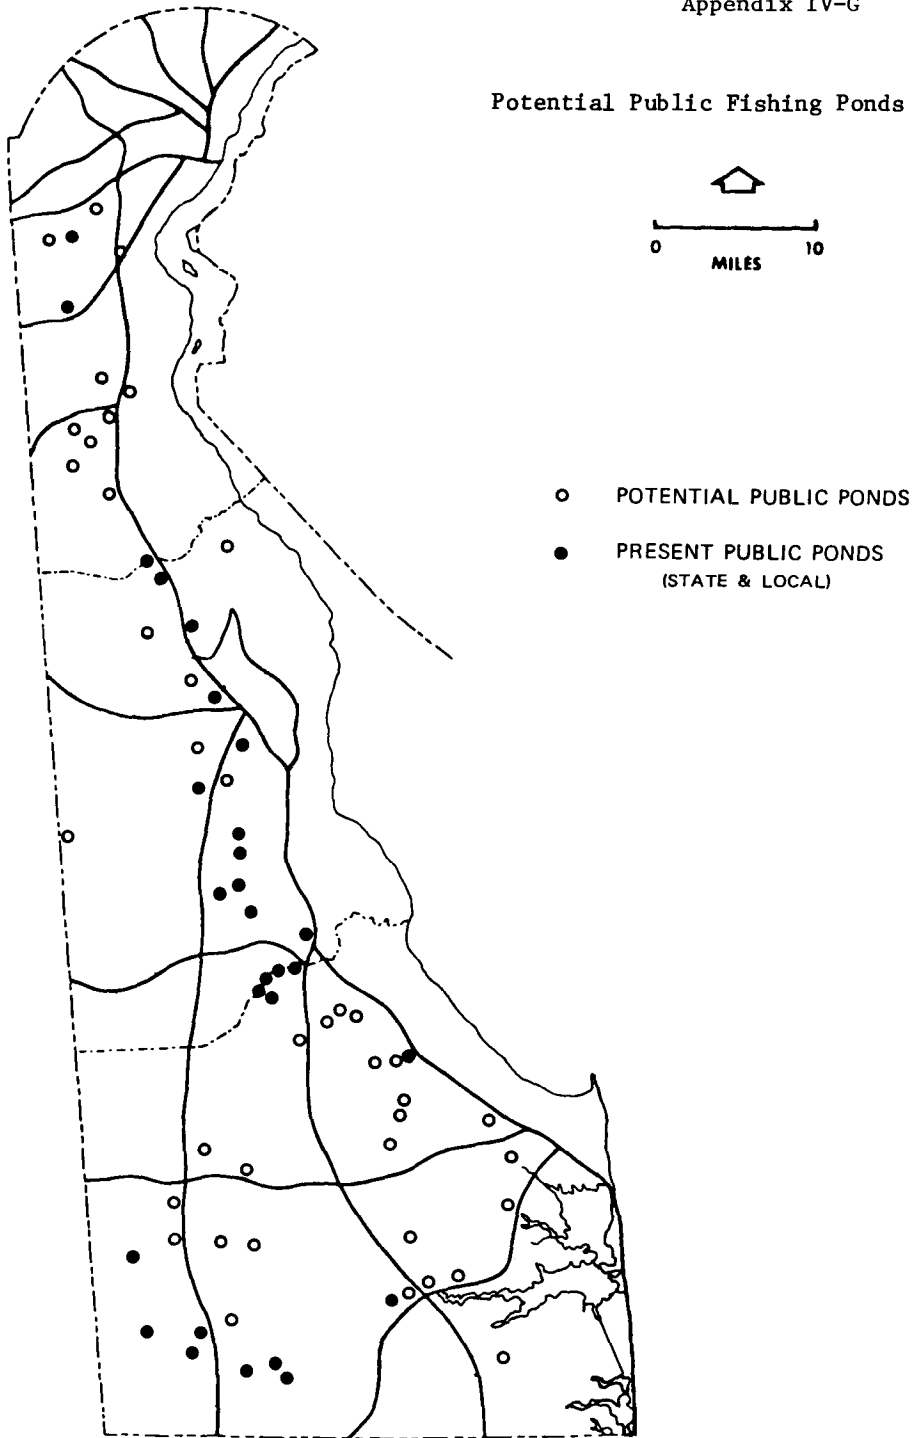 Appendix IV-G
Potential Public Fishing Ponds
0 10
MILES
POTENTIAL PUBLIC PONDS
PRESENT PUBLIC PONDS
(STATE & LOCAL)